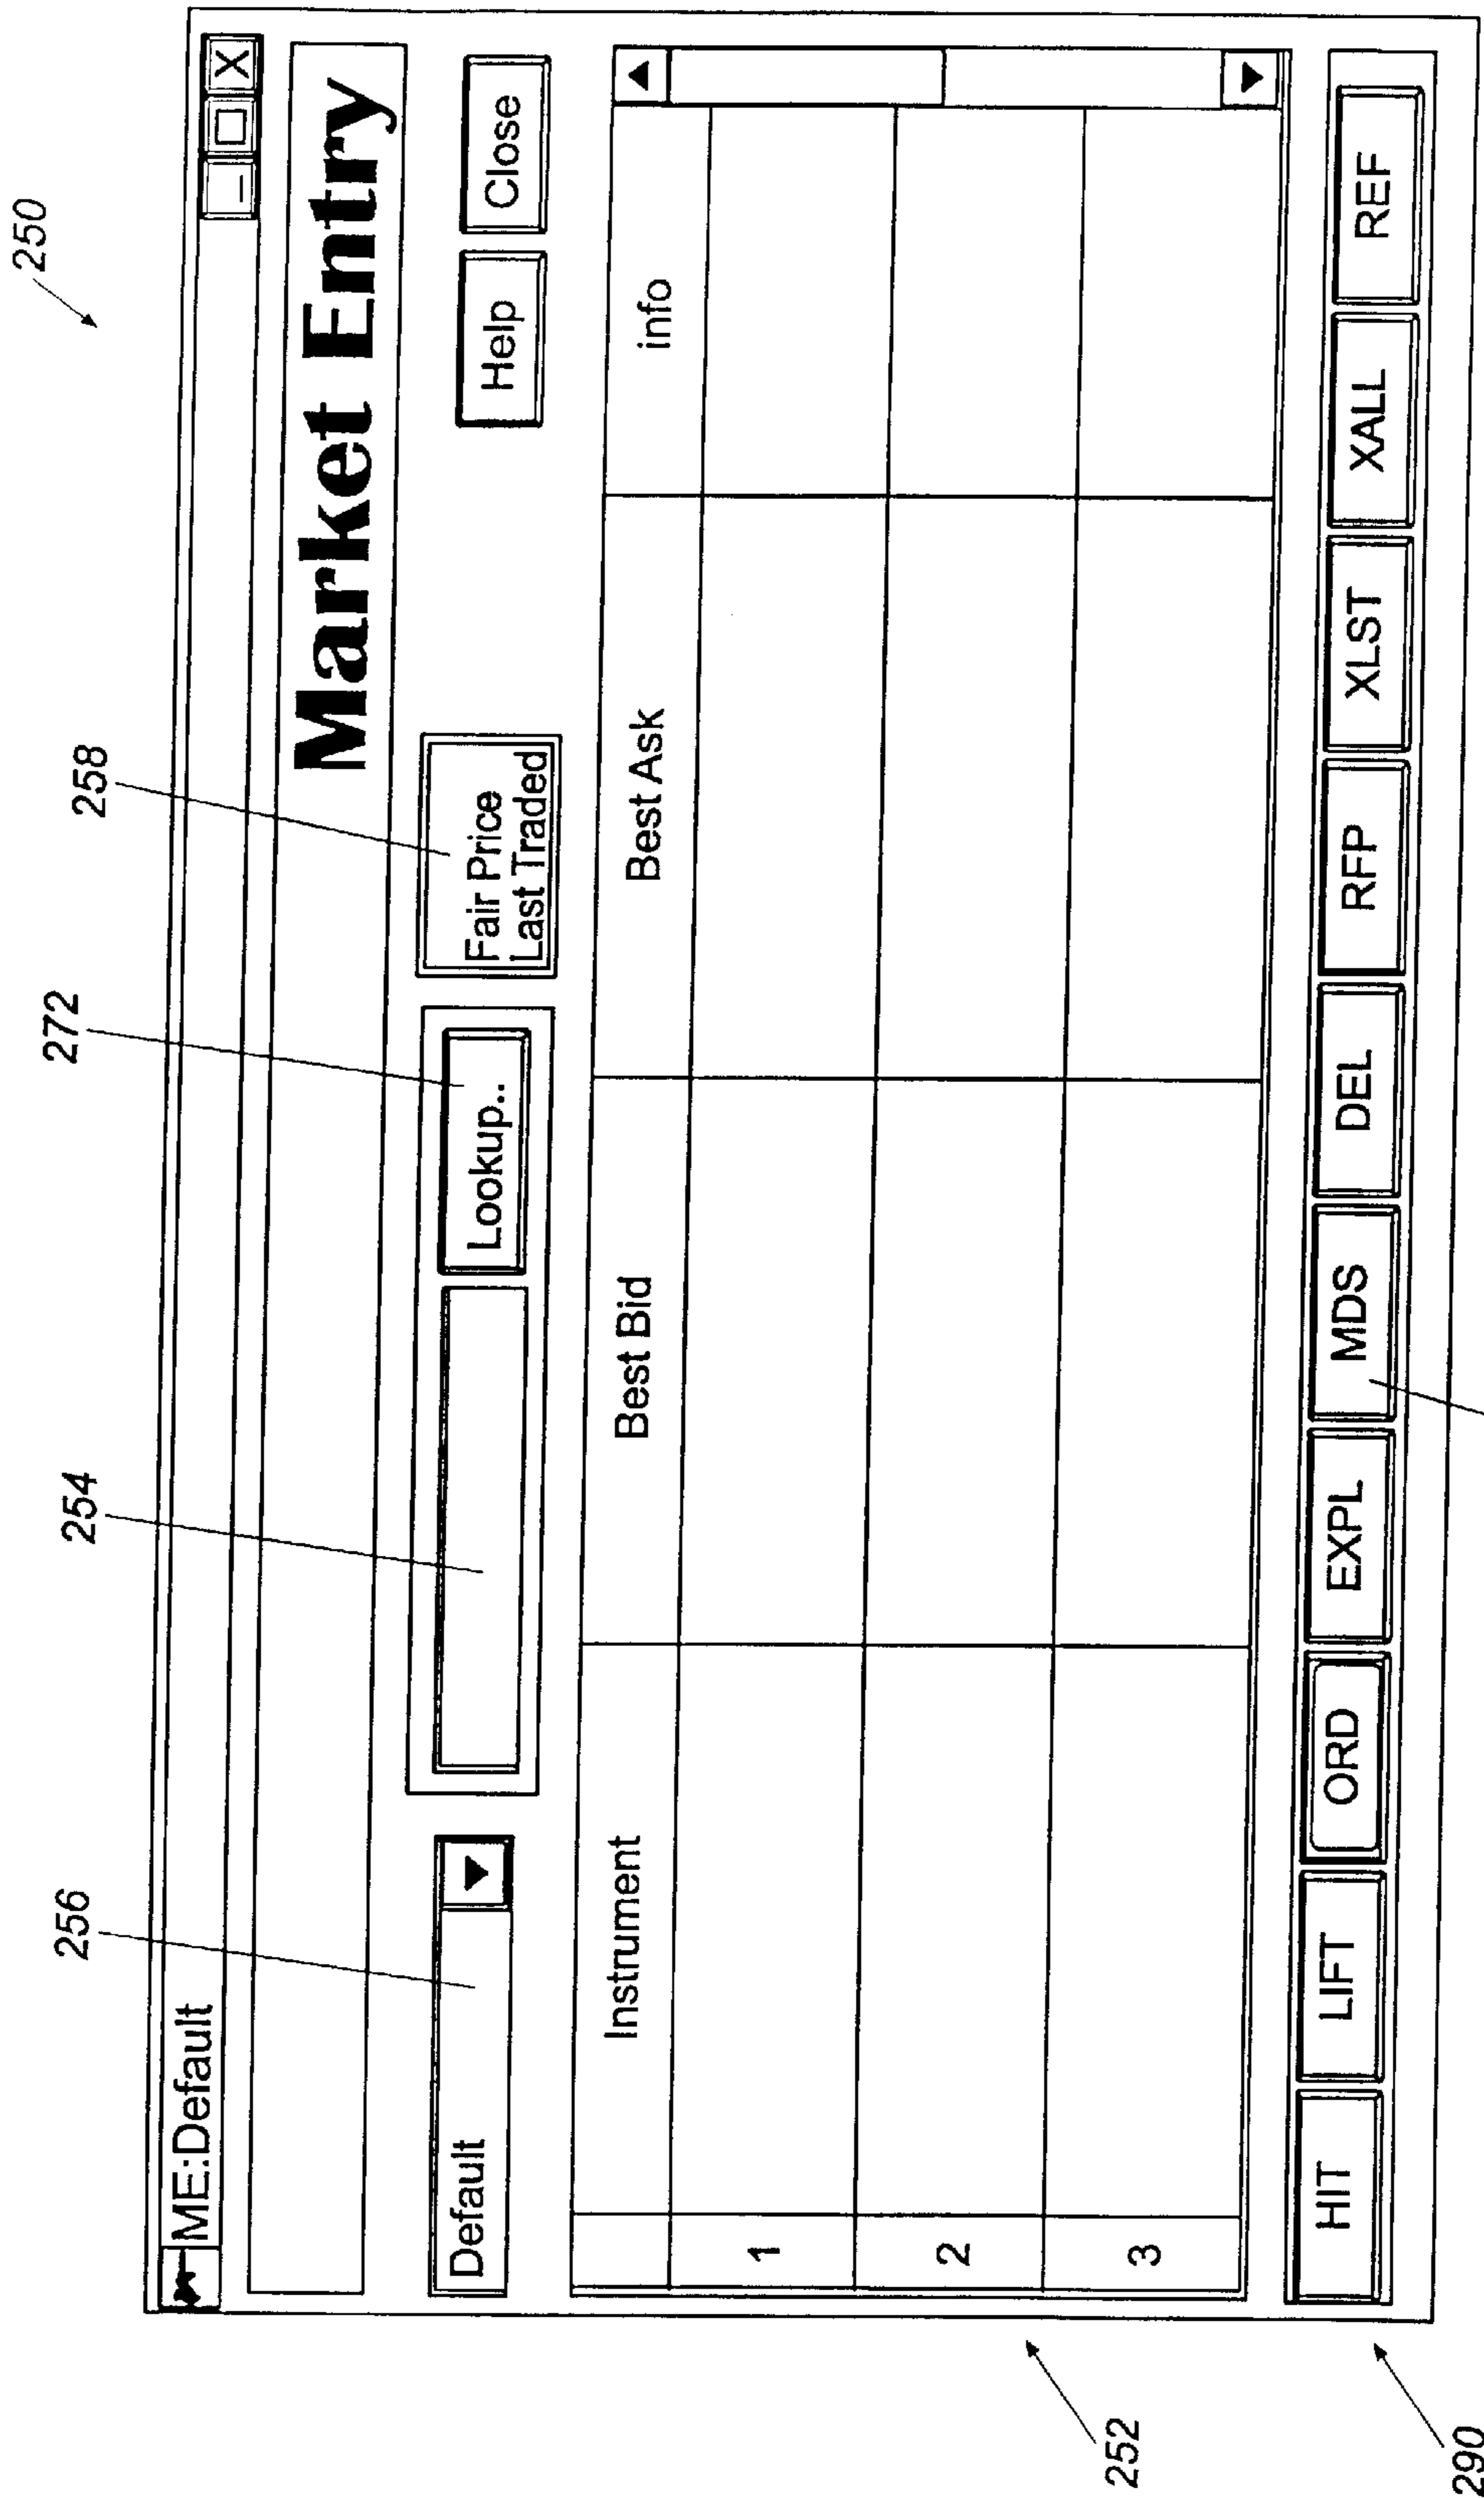 250
256
254
272
258
ME:Default
Market Entry
Default
Lookup..
Fair Price
Last Traded
Help
Close
Instrument
Best Bid
Best Ask
info
1
2
3
252
HIT
LIFT
ORD
EXPL
MDS
DEL
RFP
XLST
XALL
REF
290